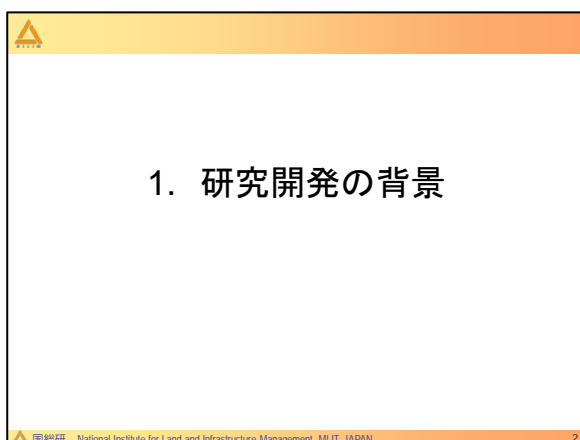 1. 研究開発の背景
国総研 National Institute for Land and Infrastructure Management, MLIT, JAPAN 2